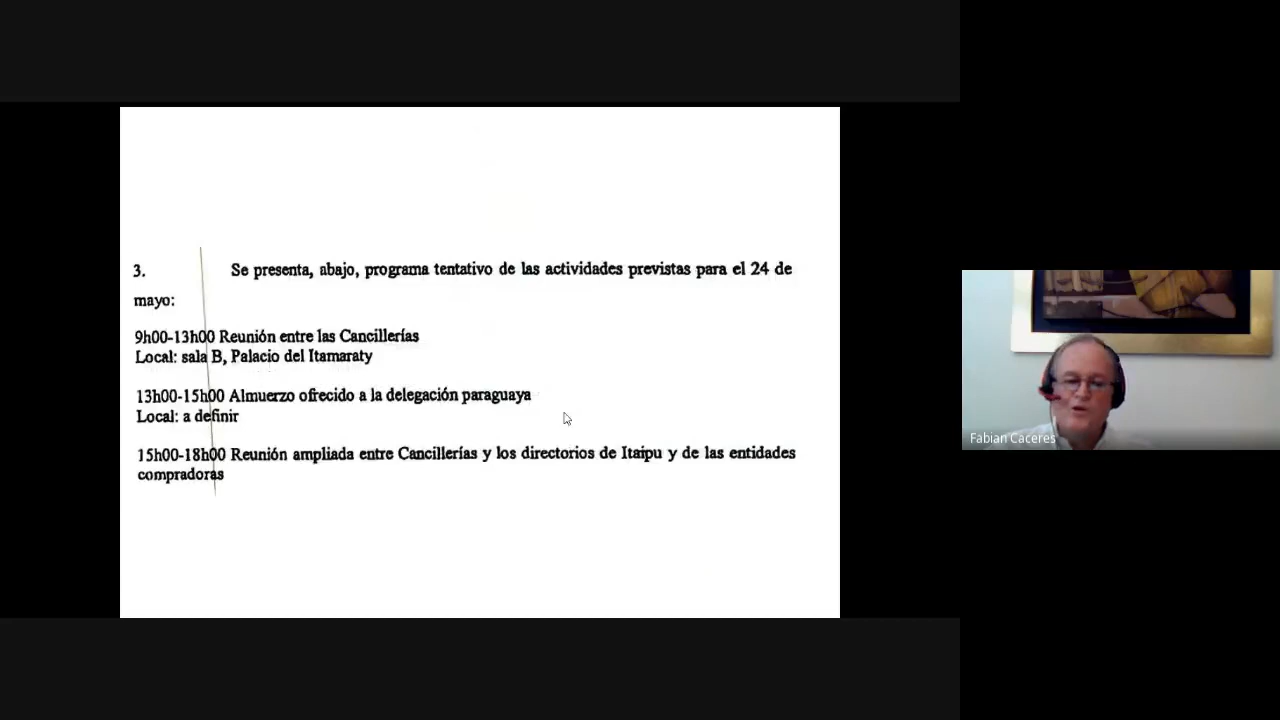 3. Se presenta, abajo, programa tentativo de las actividades previstas para el 24 de
mayo:
9h00-13h00 Reunión entre las Cancillerías
Local: sala B, Palacio del Itamaraty
13h00-15h00 Almuerzo ofrecido a la delegación paraguaya
Local: a definir
15h00-18h00 Reunión ampliada entre Cancillerías y los directorios de Itaipu y de las entidades
compradoras
Fabian Caceres